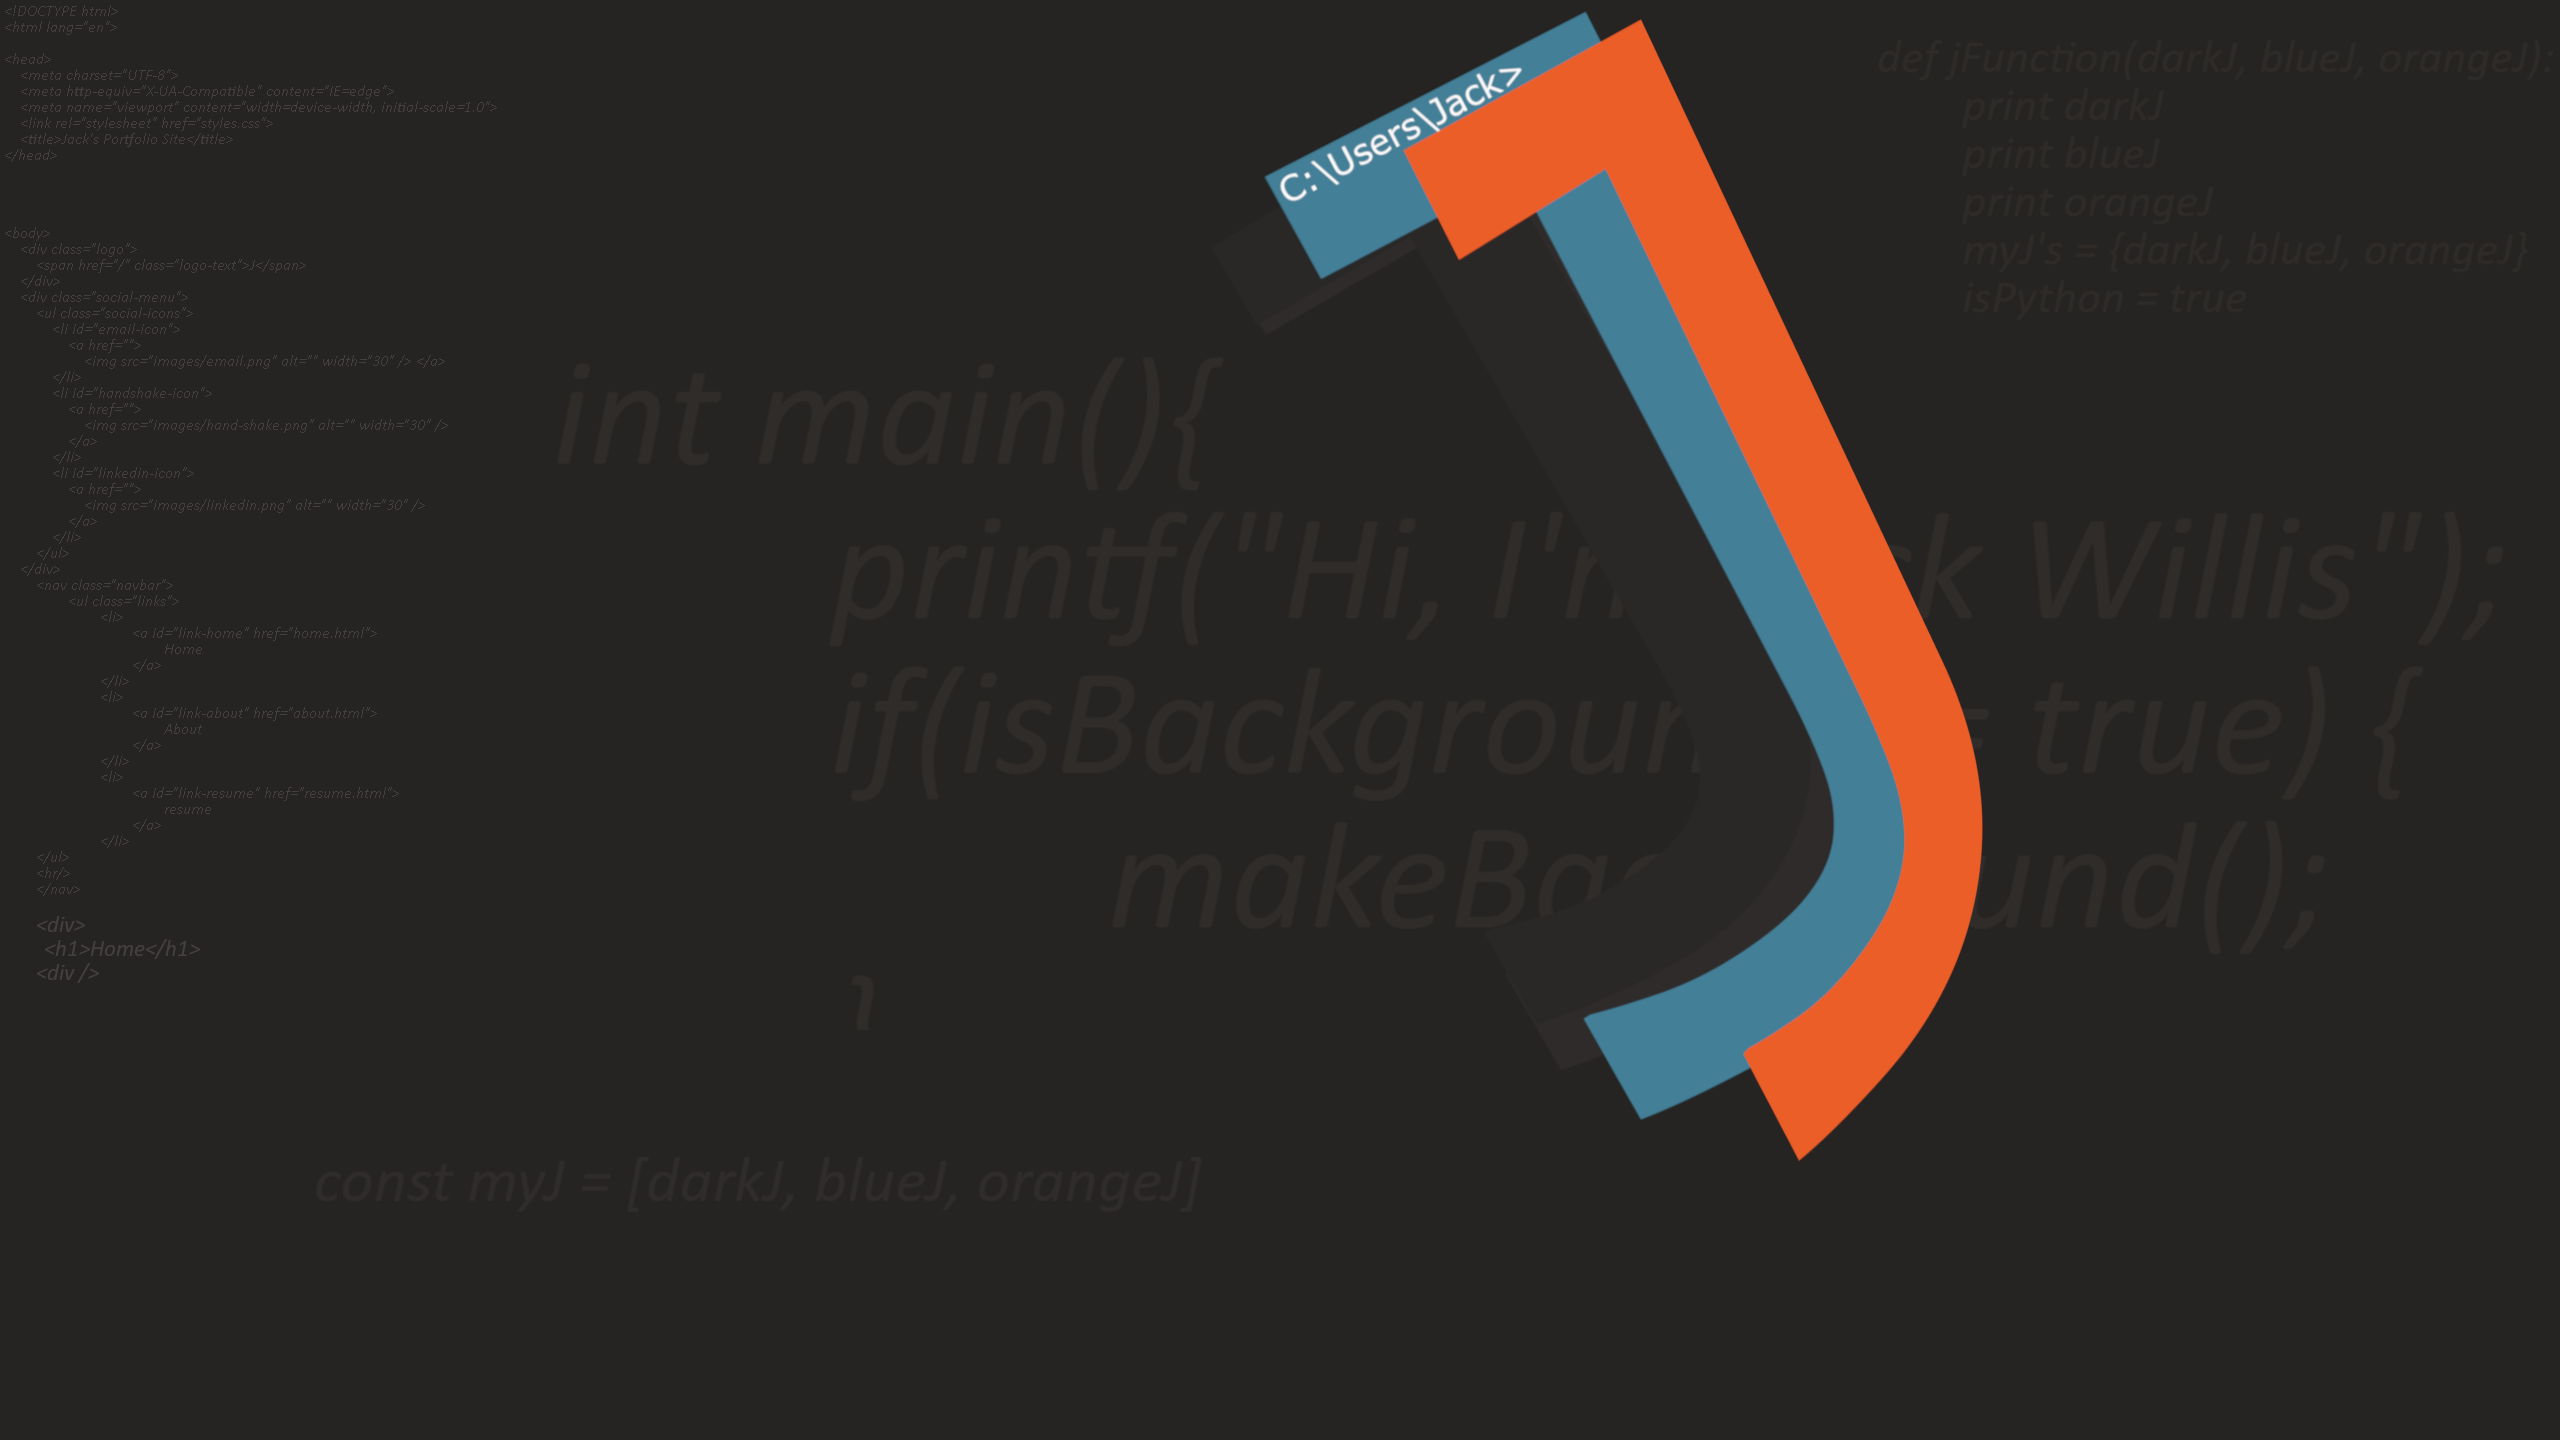 <!DOCTYPE html>
<html lang="en">
<head>
<meta charset="UTF-8">
<meta http-equiv="X-UA-Compatible" content="IE=edge">
<meta name="viewport" content="width=device-width, initial-scale=1.0">
<link rel="stylesheet" href="styles.css">
<title>Jack's Portfolio Site</title>
</head>
<body>
<div class="logo">
<span href="/" class="logo-text">J</span>
</div>
<div class="social-menu">
<ul class="social-icons">
<li id="email-icon">
<a href="">
<img src="images/email.png" alt="" width="30" /> </a>
</li>
<li id="handshake-icon">
<a href="">
<img src="images/hand-shake.png" alt="" width="30" />
</a>
</li>
<li id="linkedin-icon">
<a href="">
<img src="images/linkedin.png" alt="" width="30" />
</a>
</li>
</ul>
</div>
<nav class="navbar">
<ul class="links">
<li>
<a id="link-home" href="home.html">
Home
</a>
</li>
<li>
<a id="link-about" href="about.html">
About
</a>
</li>
<li>
<a id="link-resume" href="resume.html">
resume
</a>
</li>
</ul>
<hr/>
</nav>
<div>
<h1>Home</h1>
<div />
C:\Users\Jack>
def jFunction(darkJ, blueJ, orangeJ):
print darkJ
print blueJ
print orangeJ
myJ's = {darkJ, blueJ, orangeJ}
isPython = true
int main(){
printf("Hi, I'm ck Willis");
if(isBackgroun = true) {
makeBac und();
const myJ = [darkJ, blueJ, orangeJ]